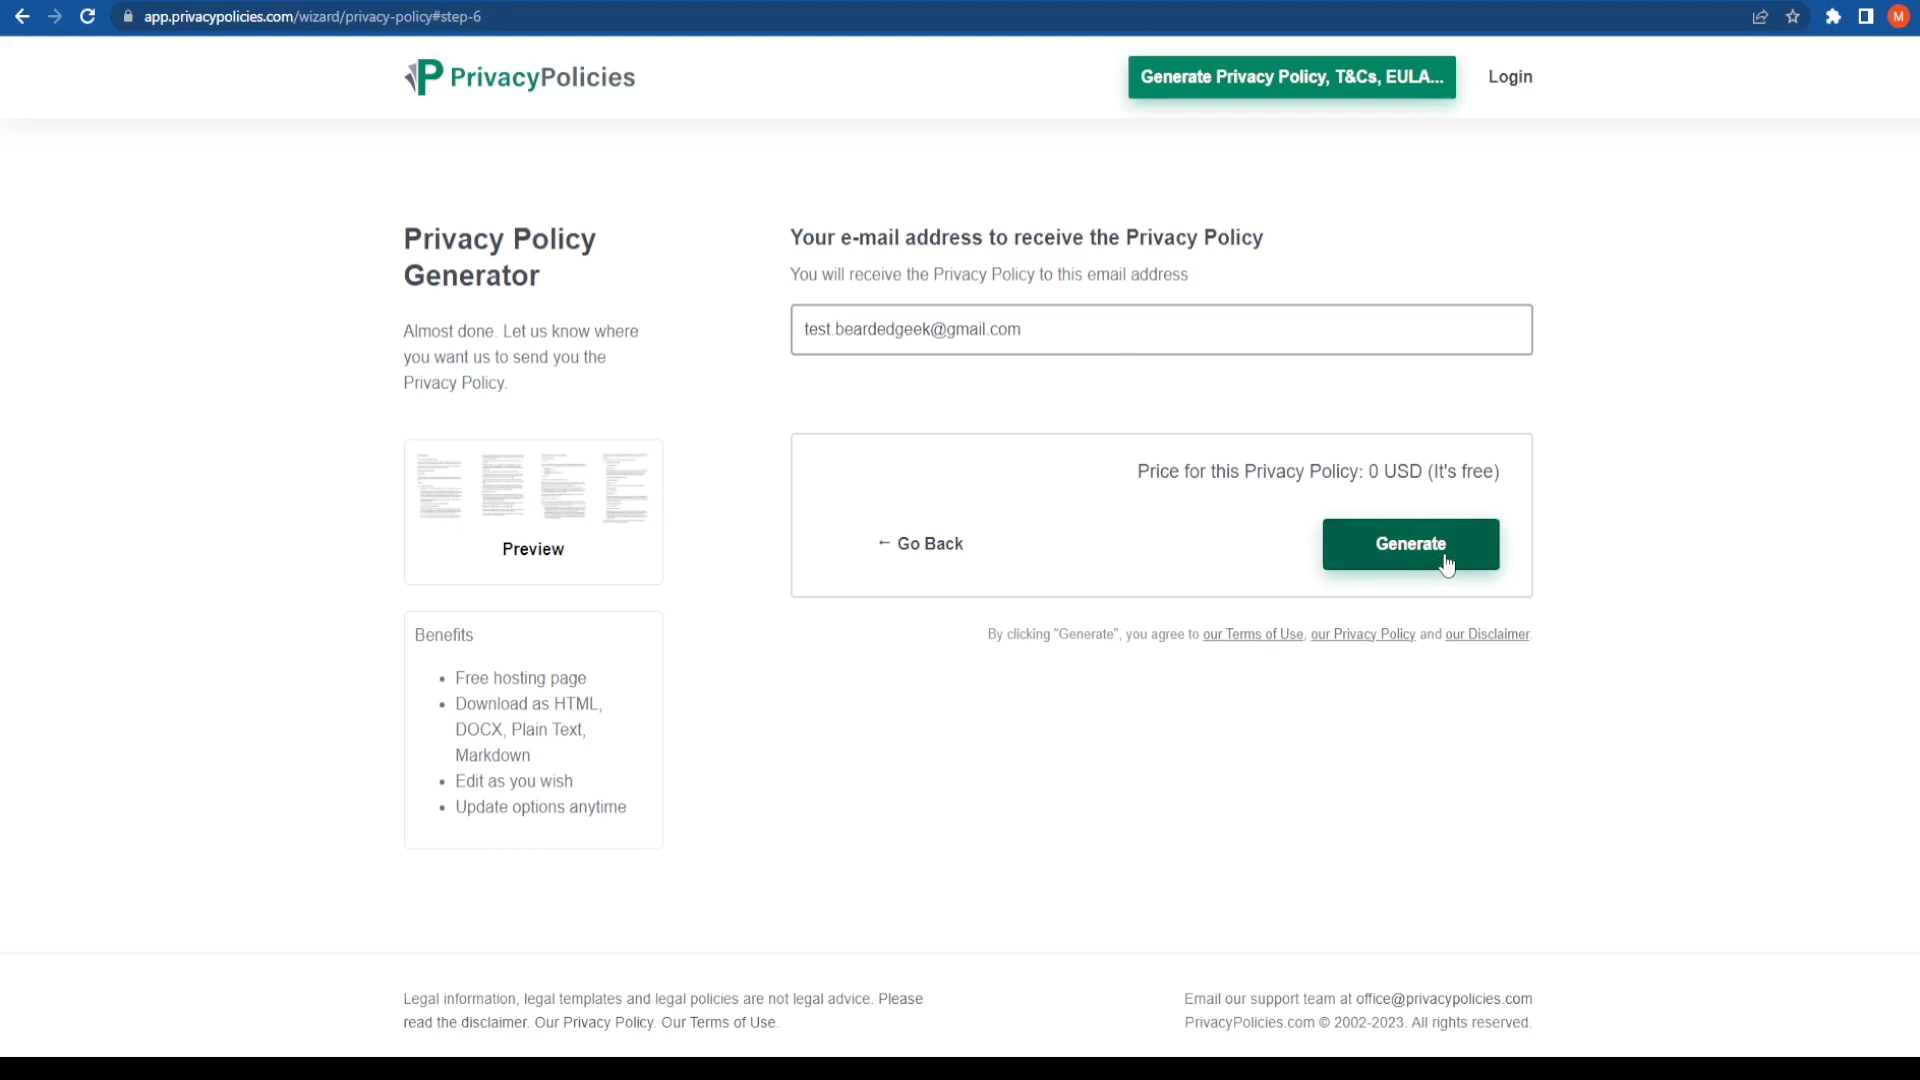 app.privacypolicies.com/wizard/privacy-policy#step-6
M
PrivacyPolicies
Generate Privacy Policy, T&Cs, EULA...
Login
Privacy Policy
Generator
Almost done. Let us know where
you want us to send you the
Privacy Policy.
Preview
Benefits
• Free hosting page
• Download as HTML,
DOCX, Plain Text,
Markdown
• Edit as you wish
• Update options anytime
Your e-mail address to receive the Privacy Policy
You will receive the Privacy Policy to this email address
test.beardedgeek@gmail.com
Price for this Privacy Policy: 0 USD (It's free)
← Go Back
Generate
By clicking "Generate", you agree to our Terms of Use, our Privacy Policy and our Disclaimer.
Legal information, legal templates and legal policies are not legal advice. Please
read the disclaimer. Our Privacy Policy. Our Terms of Use.
Email our support team at office@privacypolicies.com
PrivacyPolicies.com © 2002-2023. All rights reserved.